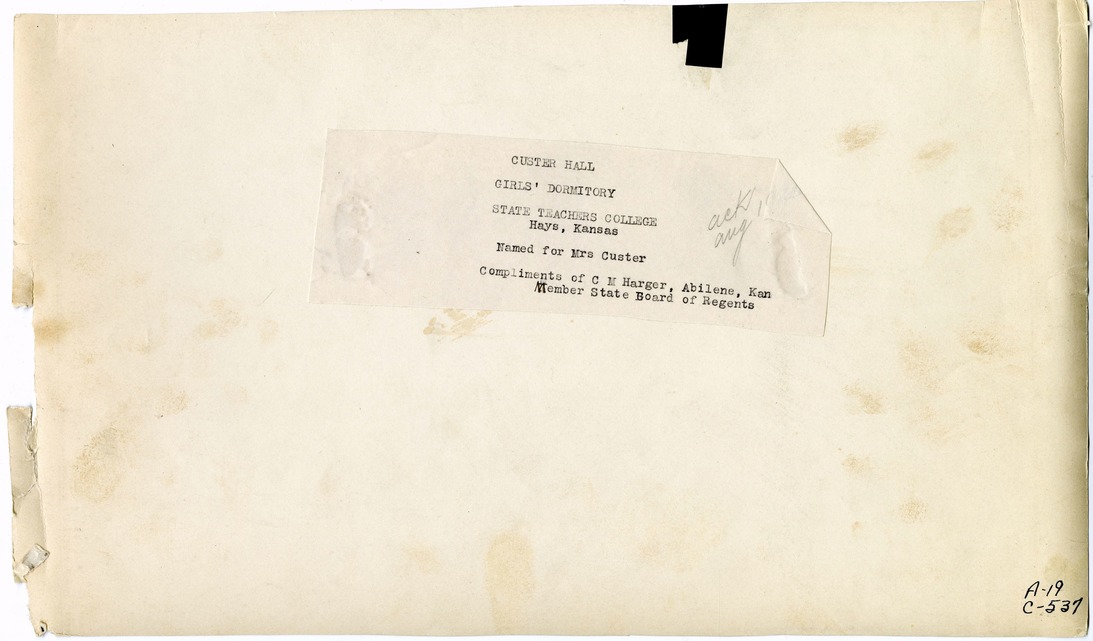 CUSTER HALL
GIRLS' DORMITORY
STATE TEACHERS COLLEGE
Hays, Kansas
Named for Mrs Custer
Compliments of C M Harger, Abilene, Kan
Member State Board of Regents
ack
aug
A-19
C-537